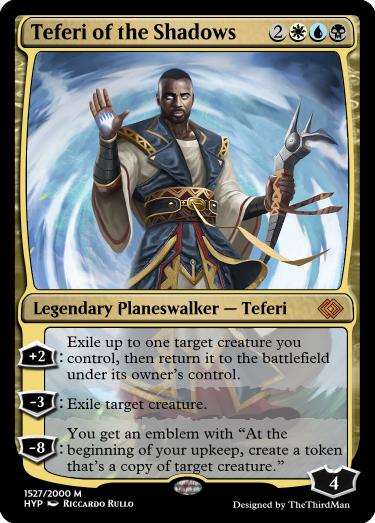 Teferi of the Shadows 2
Legendary Planeswalker — Teferi
+2: Exile up to one target creature you
control, then return it to the battlefield
under its owner's control.
-3: Exile target creature.
-8: You get an emblem with “At the
beginning of your upkeep, create a token
that's a copy of target creature.”
4
1527/2000 M
HYP Riccardo Rullo
Designed by TheThirdMan